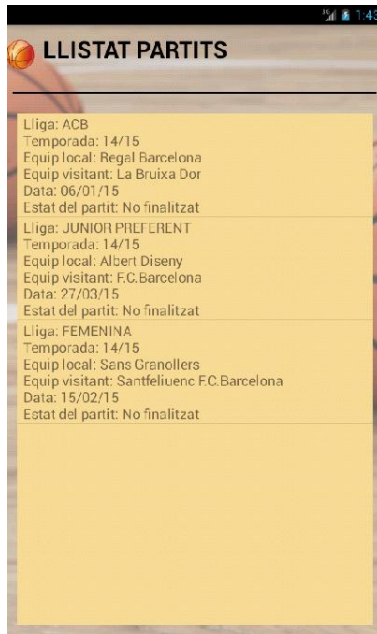 1:43
LLISTAT PARTITS
Lliga: ACB
Temporada: 14/15
Equip local: Regal Barcelona
Equip visitant: La Bruixa Dor
Data: 06/01/15
Estat del partit: No finalitzat
Lliga: JUNIOR PREFERENT
Temporada: 14/15
Equip local: Albert Diseny
Equip visitant: F.C.Barcelona
Data: 27/03/15
Estat del partit: No finalitzat
Lliga: FEMENINA
Temporada: 14/15
Equip local: Sans Granollers
Equip visitant: Santfeliuenc F.C.Barcelona
Data: 15/02/15
Estat del partit: No finalitzat